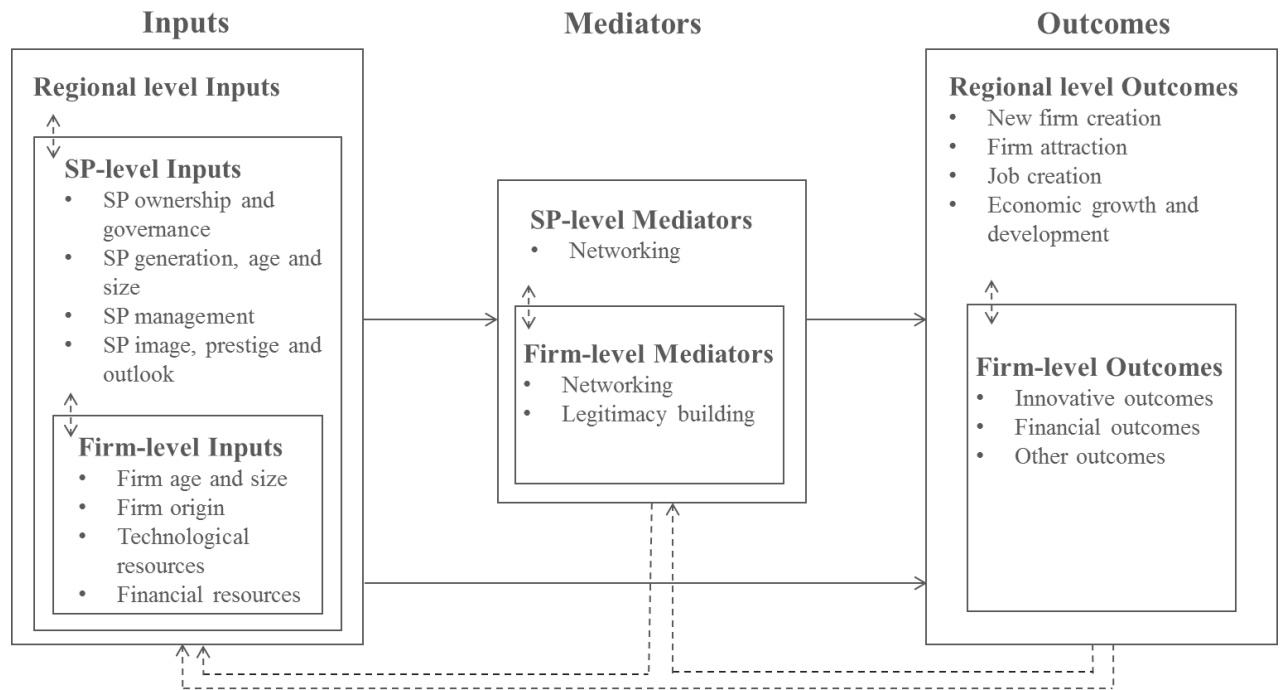 Inputs
Mediators
Outcomes
Regional level Inputs
SP-level Inputs
• SP ownership and
governance
• SP generation, age and
size
• SP management
• SP image, prestige and
outlook
Firm-level Inputs
• Firm age and size
• Firm origin
• Technological
resources
• Financial resources
SP-level Mediators
• Networking
Firm-level Mediators
• Networking
• Legitimacy building
Regional level Outcomes
• New firm creation
• Firm attraction
• Job creation
• Economic growth and
development
Firm-level Outcomes
• Innovative outcomes
• Financial outcomes
• Other outcomes